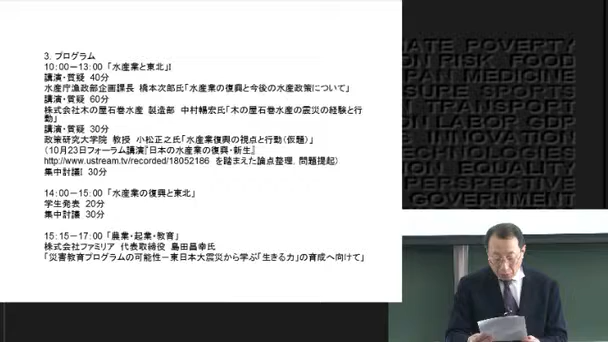 3. プログラム
10:00－13:00「水産業と東北」I
講演・質疑 40分
水産庁漁政部企画課長 橋本次郎氏「水産業の復興と今後の水産政策について」
講演・質疑 60分
株式会社木の屋石巻水産 製造部 中村暢宏氏「木の屋石巻水産の震災の経験と行
動」
講演・質疑 30分
政策研究大学院 教授 小松正之氏「水産業復興の視点と行動(仮題)」
(10月23日フォーラム講演『日本の水産業の復興・新生』
http://www.ustream.tv/recorded/18052186 を踏まえた論点整理，問題提起)
集中討議I 30分
14:00－15:00「水産業の復興と東北」
学生発表 20分
集中討議 30分
15:15－17:00「農業・起業・教育」
株式会社ファミリア 代表取締役 島田昌幸氏
「災害教育プログラムの可能性－東日本大震災から学ぶ「生きる力」の育成へ向けて」
MATE POVERTY
ON RISK FOOD
PAN MEDICINE
SURE SPORTS
T TRANSPORT
ON LABOR GDP
INNOVATION
CHNOLOGIES
ION EQUALITY
PERSPECTIVE
GOVERNMENT